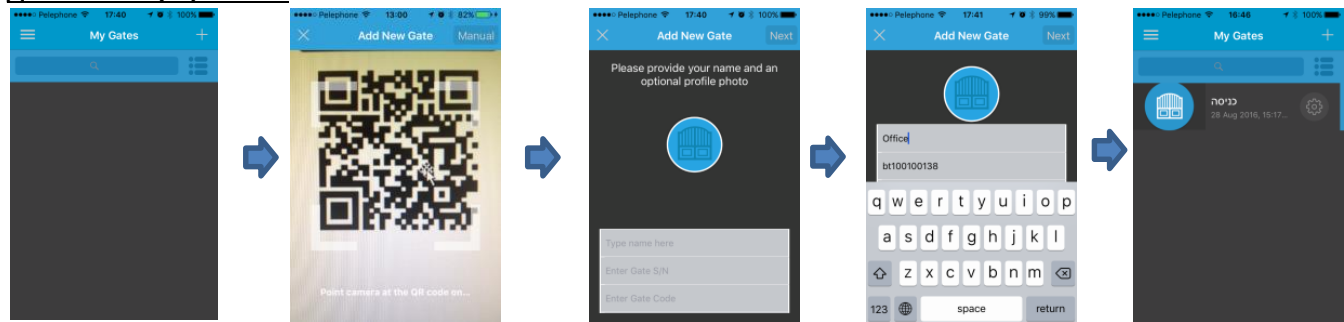 Pelephone 17:40 100%
My Gates
Pelephone 13:00 82%
Add New Gate Manual
Point camera at the QR code on...
Pelephone 17:40 100%
Add New Gate Next
Please provide your name and an
optional profile photo
Type name here
Enter Gate S/N
Enter Gate Code
Pelephone 17:41 99%
Add New Gate Next
Office
bt100100138
q w e r t y u i o p
a s d f g h j k l
z x c v b n m
123 space return
Pelephone 16:46 100%
My Gates
כניסה
28 Aug 2016, 15:17...